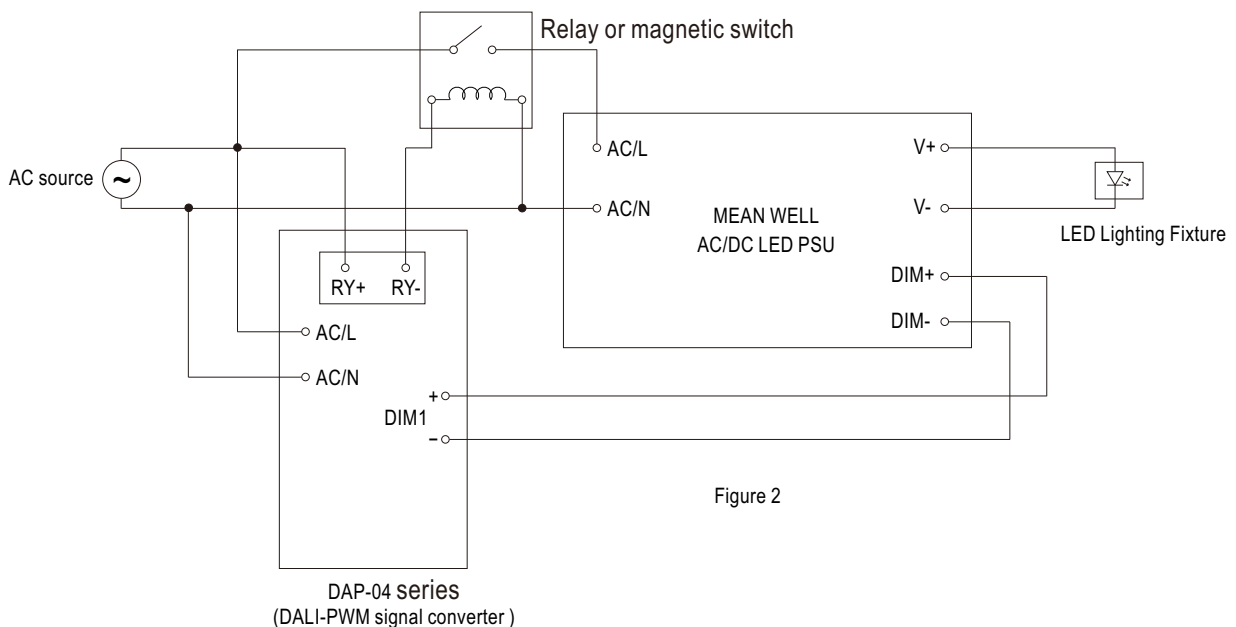 Relay or magnetic switch
AC source
~
AC/L
AC/N
MEAN WELL
AC/DC LED PSU
V+
V-
LED Lighting Fixture
DIM+
DIM-
RY+ RY-
AC/L
AC/N
+
DIM1
-
Figure 2
DAP-04 series
(DALI-PWM signal converter )